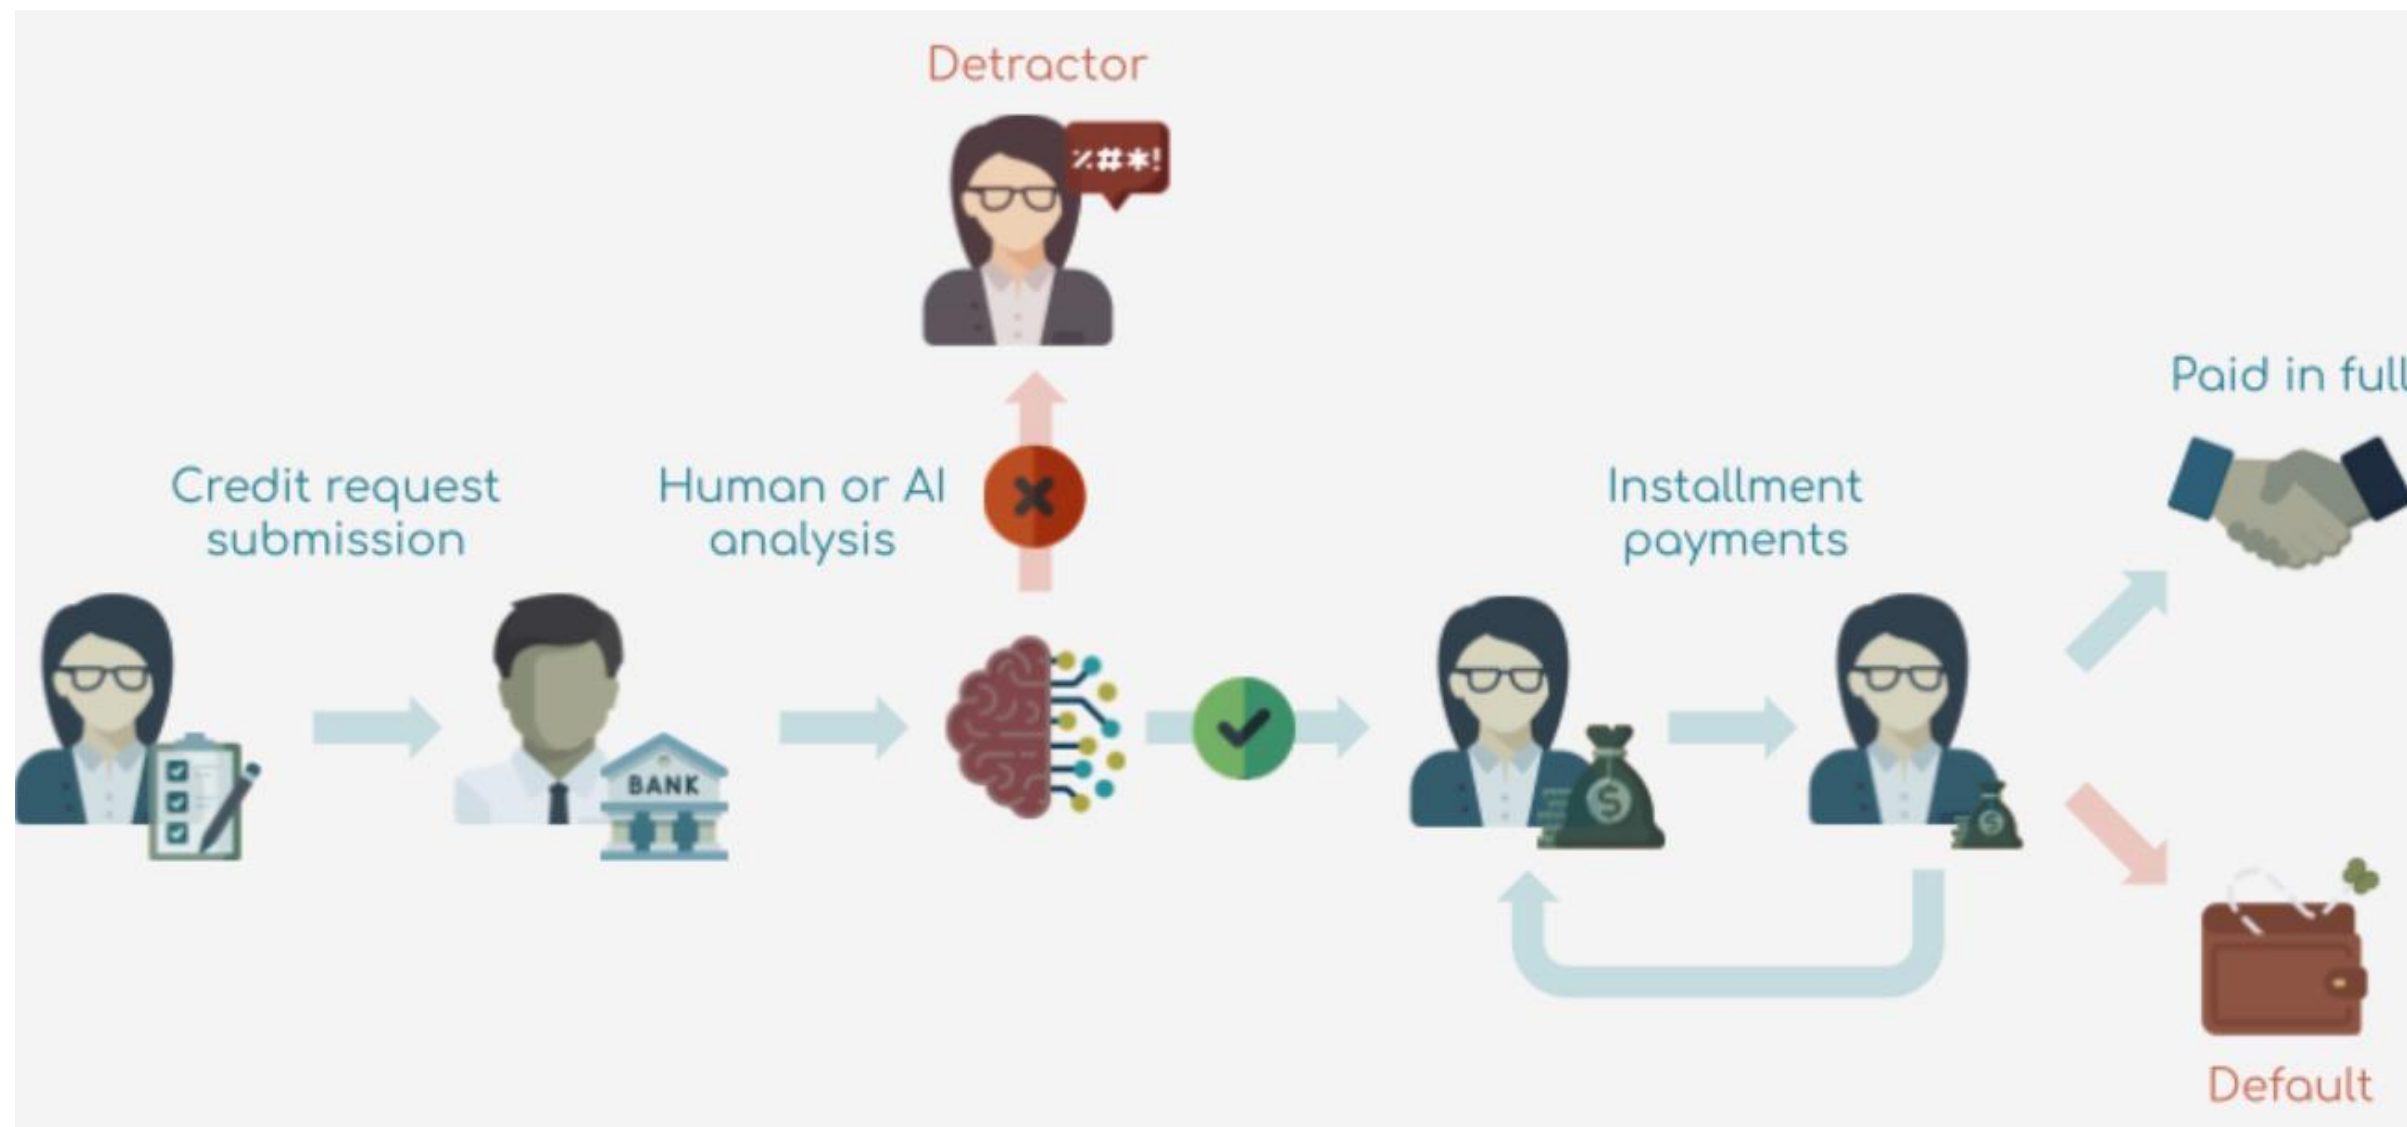 Detractor
%#*!
Paid in full
Credit request
submission
Human or AI
analysis
Installment
payments
BANK
$
$
Default